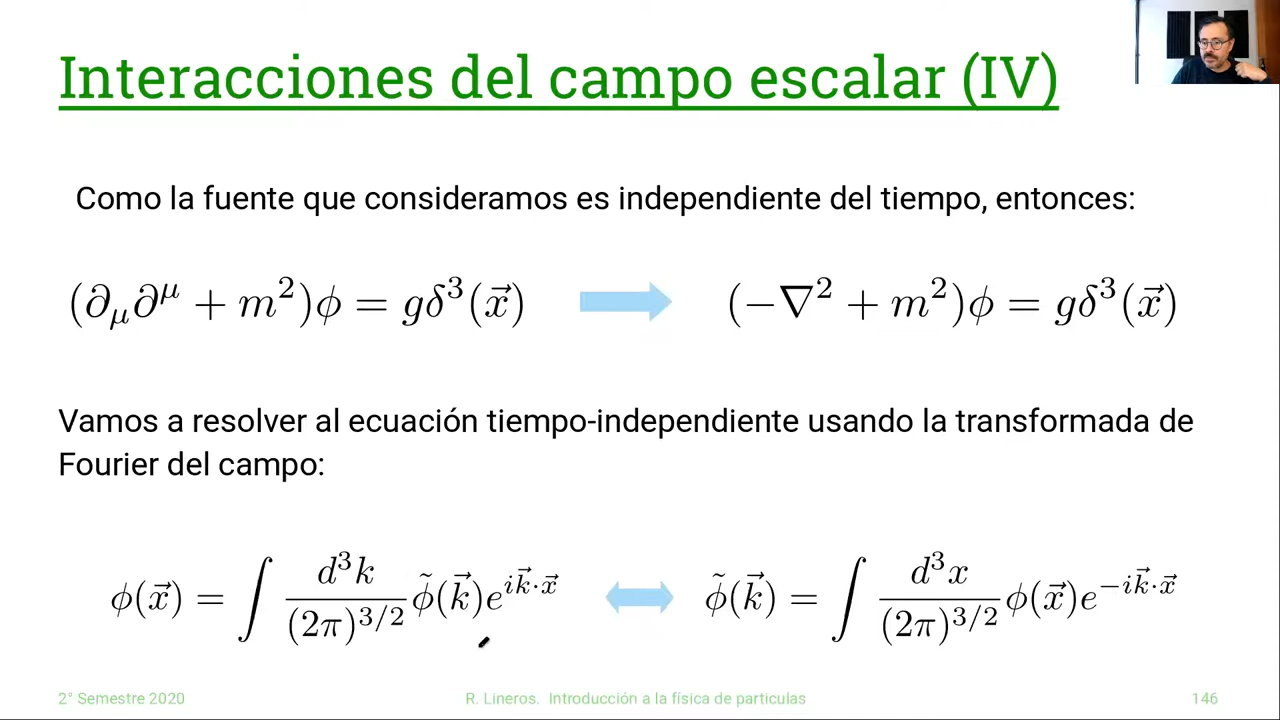 Interacciones del campo escalar (IV)
Como la fuente que consideramos es independiente del tiempo, entonces:
(∂_μ∂^μ + m²)ϕ = gδ³(x⃗) (−∇² + m²)ϕ = gδ³(x⃗)
Vamos a resolver al ecuación tiempo-independiente usando la transformada de
Fourier del campo:
ϕ(x⃗) = ∫ d³k/(2π)^{3/2} ϕ̃(k⃗)e^{ik⃗·x⃗} ϕ̃(k⃗) = ∫ d³x/(2π)^{3/2} ϕ(x⃗)e^{−ik⃗·x⃗}
2° Semestre 2020 R. Lineros. Introducción a la física de particulas 146